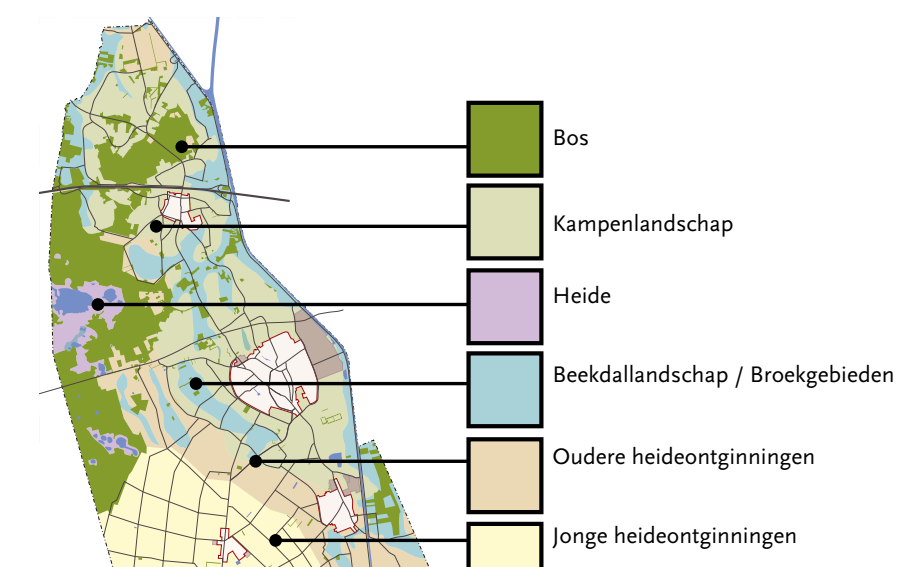 Bos
Kampenlandschap
Heide
Beekdallandschap / Broekgebieden
Oudere heideontginningen
Jonge heideontginningen